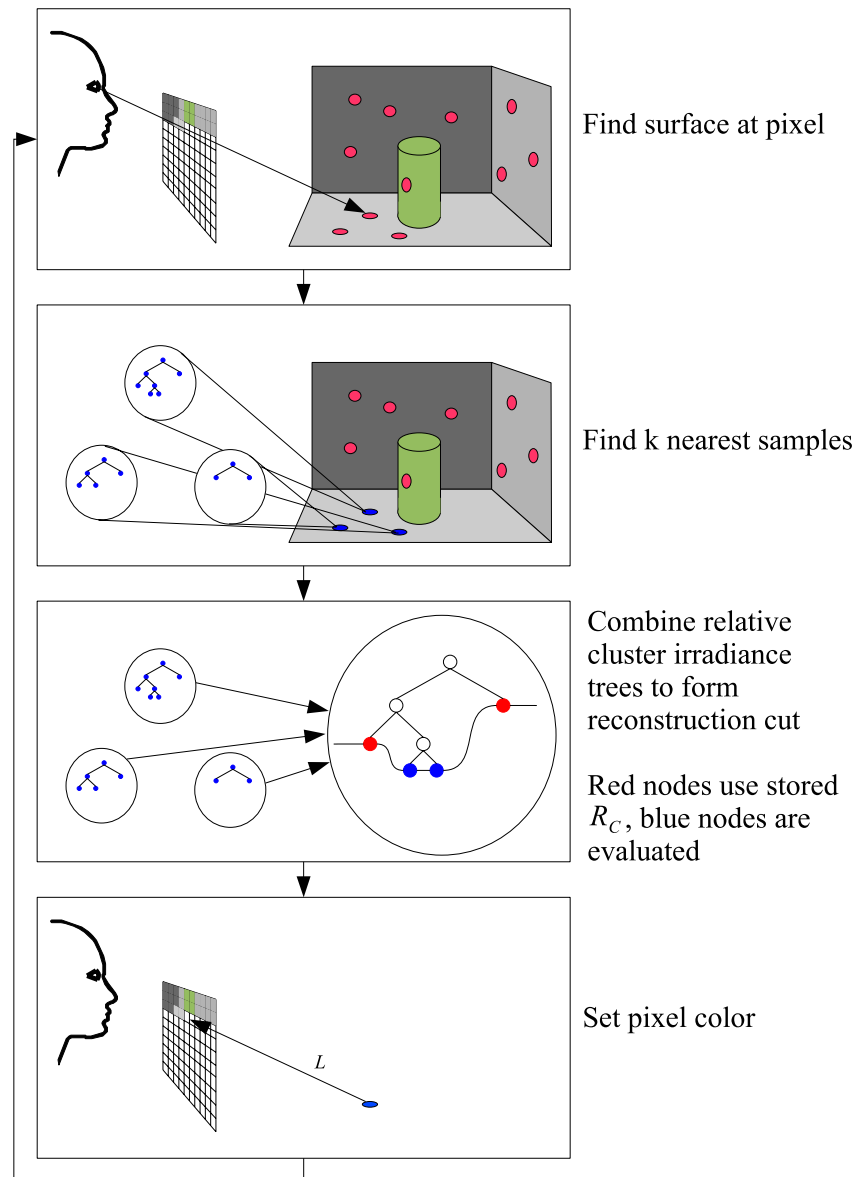 Find surface at pixel
Find k nearest samples
Combine relative
cluster irradiance
trees to form
reconstruction cut
Red nodes use stored
R_C, blue nodes are
evaluated
Set pixel color
L